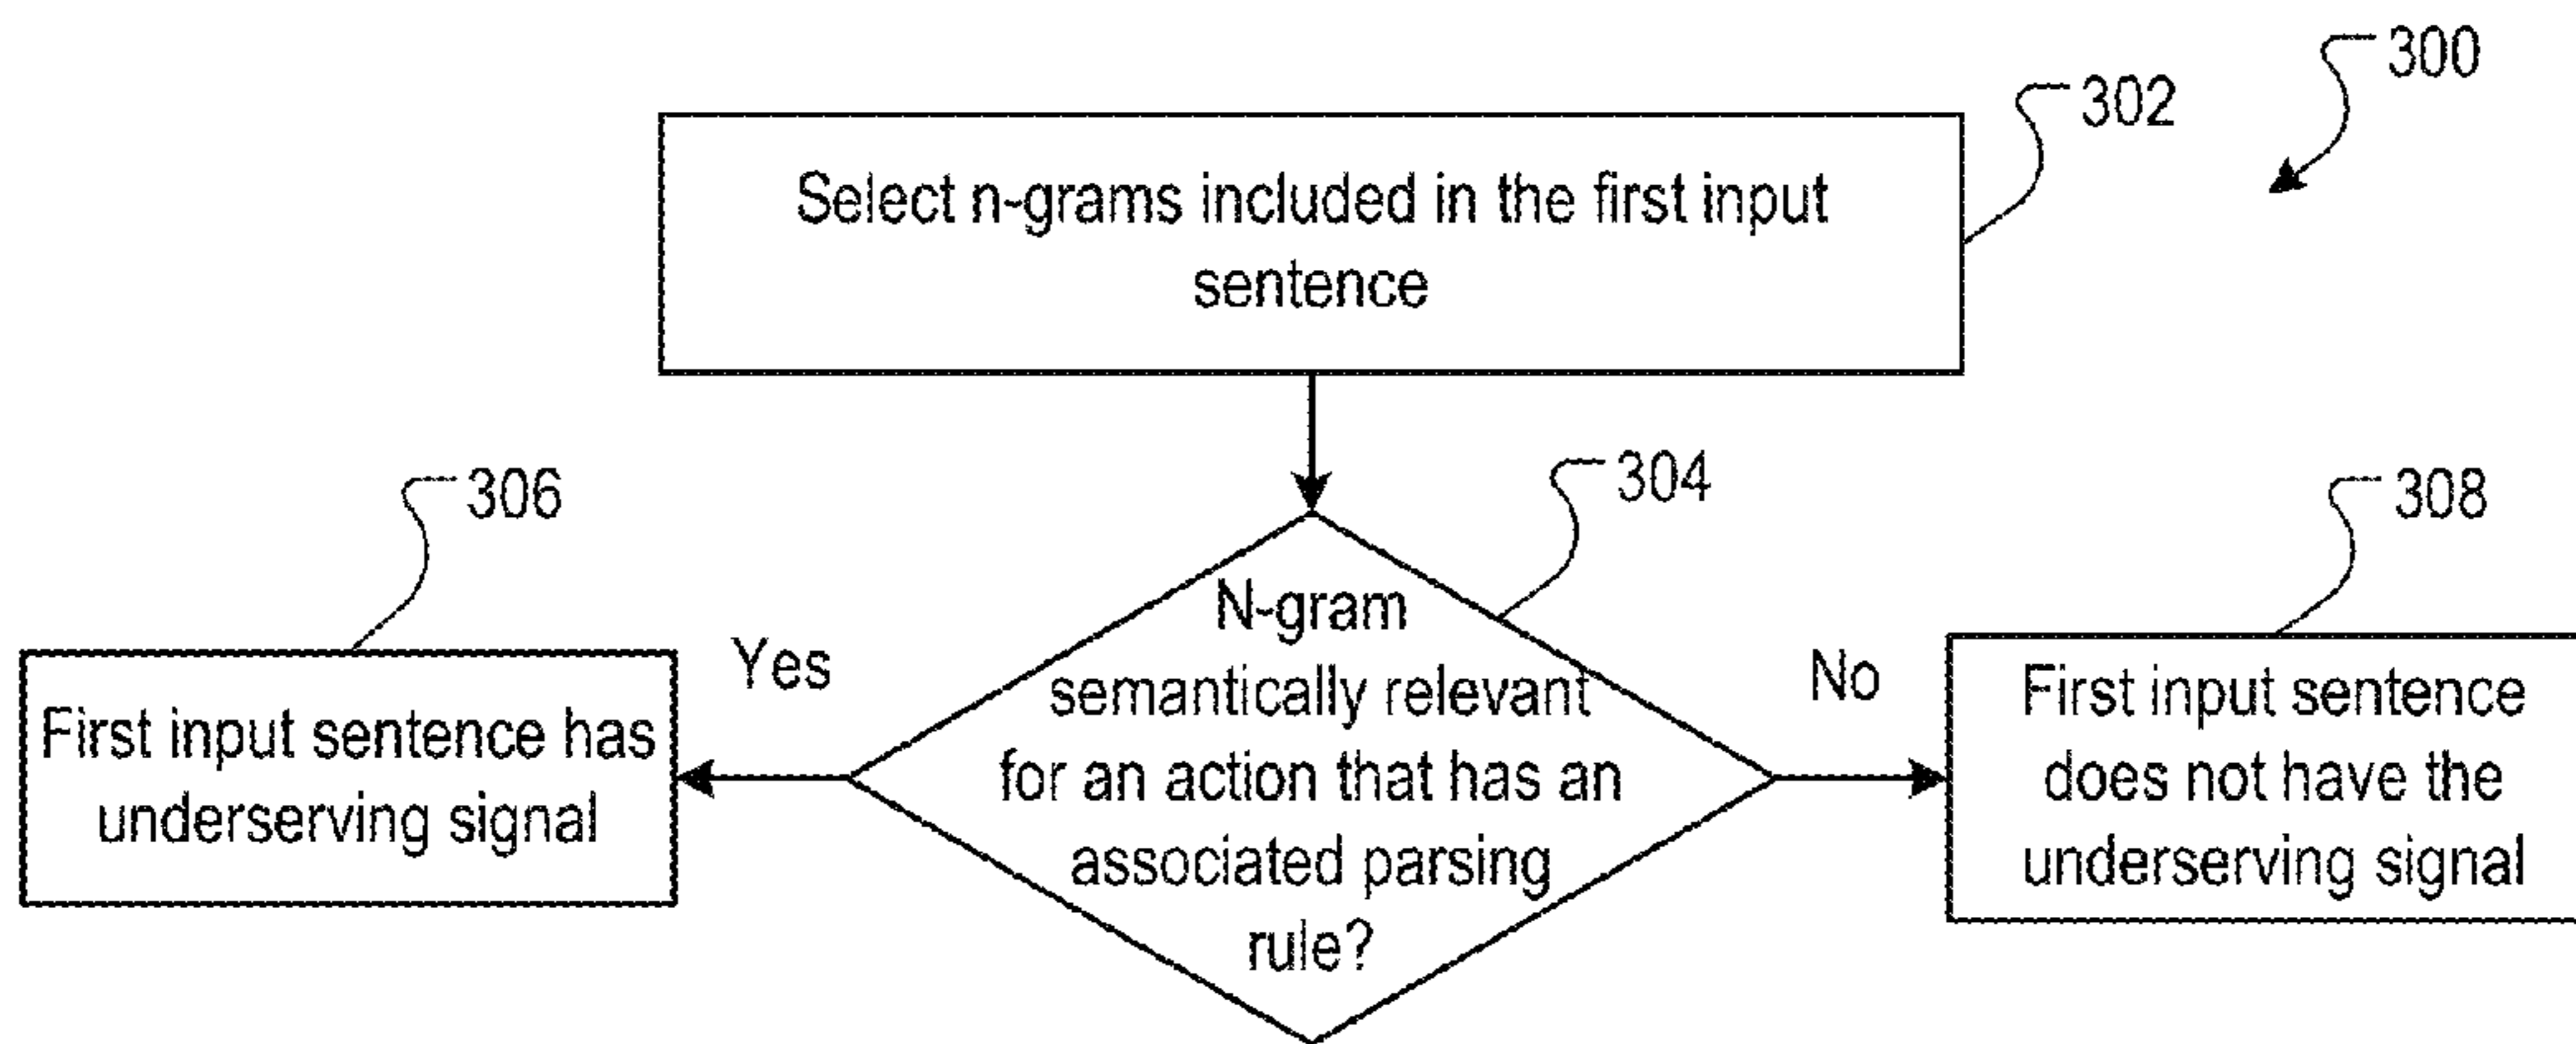 300
302
Select n-grams included in the first input
sentence
304
306
308
N-gram
semantically relevant
for an action that has an
associated parsing
rule?
Yes
No
First input sentence has
underserving signal
First input sentence
does not have the
underserving signal